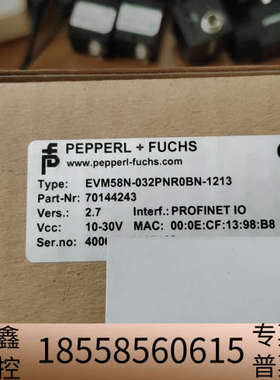 PEPPERL + FUCHS
www.pepperl-fuchs.com
Type: EVM58N-032PNR0BN-1213
Part-Nr: 70144243
Vers.: 2.7 Interf.: PROFINET IO
Vcc: 10-30V MAC: 00:0E:CF:13:98:B8
Ser.no: 4000
鑫 专
控 18558560615 普